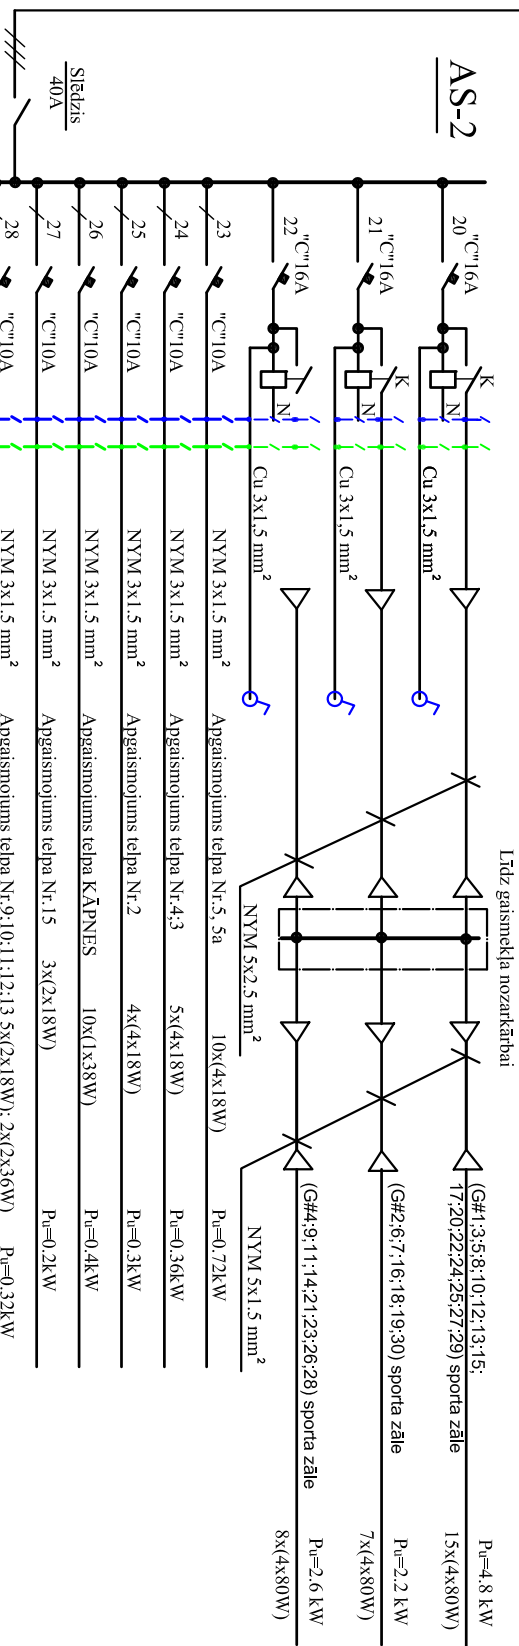 AS-2
Slēdzis
40A
20
"C"16A
K
N
Cu 3x1,5 mm²
(G#1;3;5;8;10;12;13;15;
17;20;22;24;25;27;29) sporta zāle
Pu=4.8 kW
15x(4x80W)
21
"C"16A
K
N
Cu 3x1,5 mm²
(G#2;6;7;16;18;19;30) sporta zāle
Pu=2.2 kW
7x(4x80W)
22
"C"16A
N
Cu 3x1,5 mm²
(G#4;9;11;14;21;23;26;28) sporta zāle
Pu=2.6 kW
8x(4x80W)
Līdz gaismekļa nozarkārbai
NYM 5x2.5 mm²
NYM 5x1.5 mm²
23 "C"10A NYM 3x1.5 mm² Apgaismojums telpa Nr.5, 5a 10x(4x18W) Pu=0.72kW
24 "C"10A NYM 3x1.5 mm² Apgaismojums telpa Nr.4;3 5x(4x18W) Pu=0.36kW
25 "C"10A NYM 3x1.5 mm² Apgaismojums telpa Nr.2 4x(4x18W) Pu=0.3kW
26 "C"10A NYM 3x1.5 mm² Apgaismojums telpa KĀPNES 10x(1x38W) Pu=0.4kW
27 "C"10A NYM 3x1.5 mm² Apgaismojums telpa Nr.15 3x(2x18W) Pu=0.2kW
28 "C"10A NYM 3x1.5 mm² Apgaismojums telpa Nr.9;10;11;12;13 5x(2x18W); 2x(2x36W) Pu=0.32kW